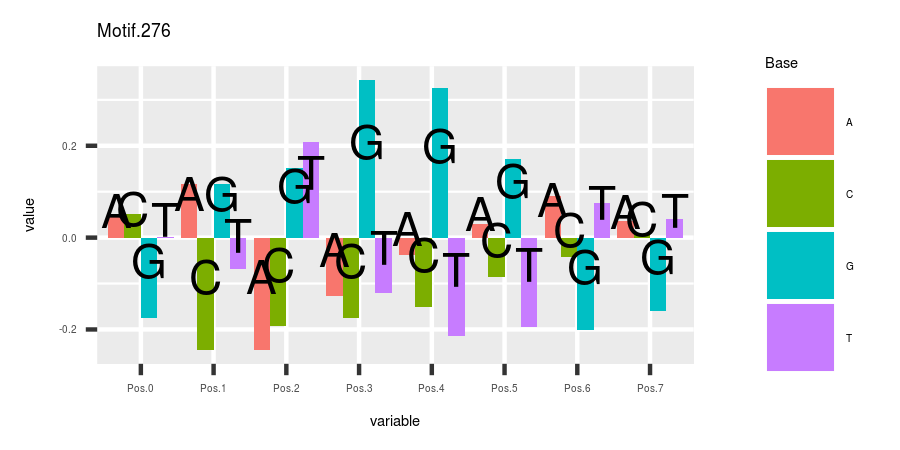 Motif.276
Base
A
C
G
T
value
0.2
0.0
-0.2
A C G T A C G T A C G T A C G T A C G T A C G T A C G T A C G T
Pos.0 Pos.1 Pos.2 Pos.3 Pos.4 Pos.5 Pos.6 Pos.7
variable